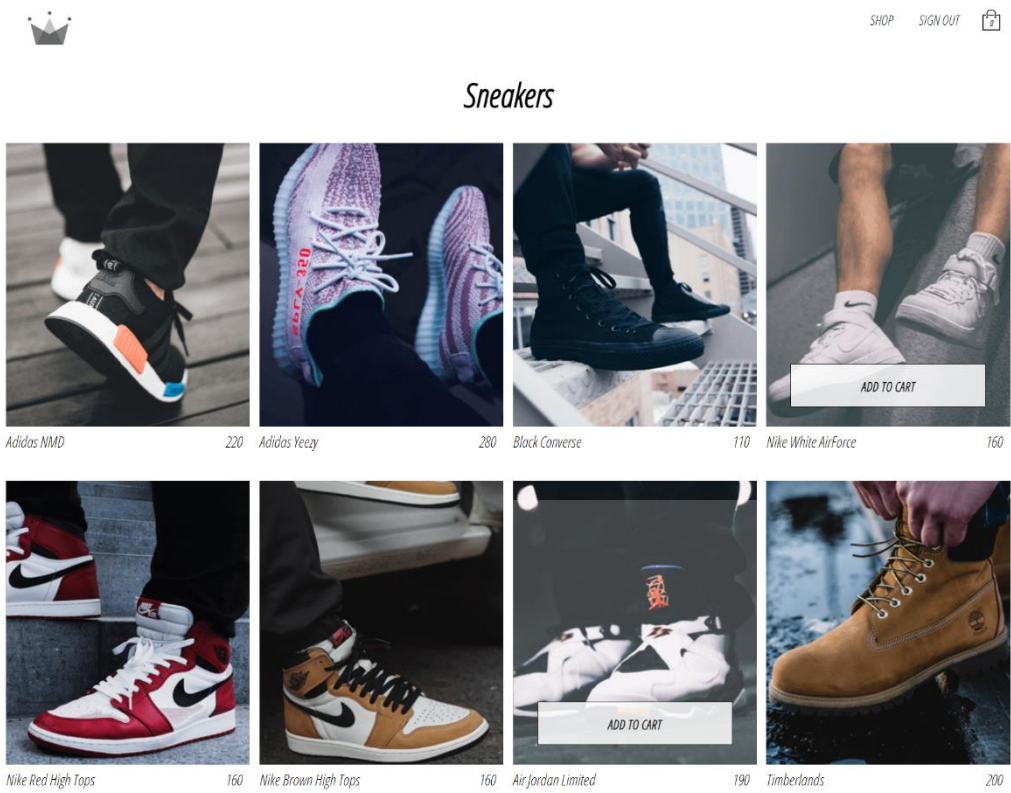 SHOP SIGN OUT
0
Sneakers
ADD TO CART
Adidas NMD 220 Adidas Yeezy 280 Black Converse 110 Nike White AirForce 160
ADD TO CART
Nike Red High Tops 160 Nike Brown High Tops 160 Air Jordan Limited 190 Timberlands 200